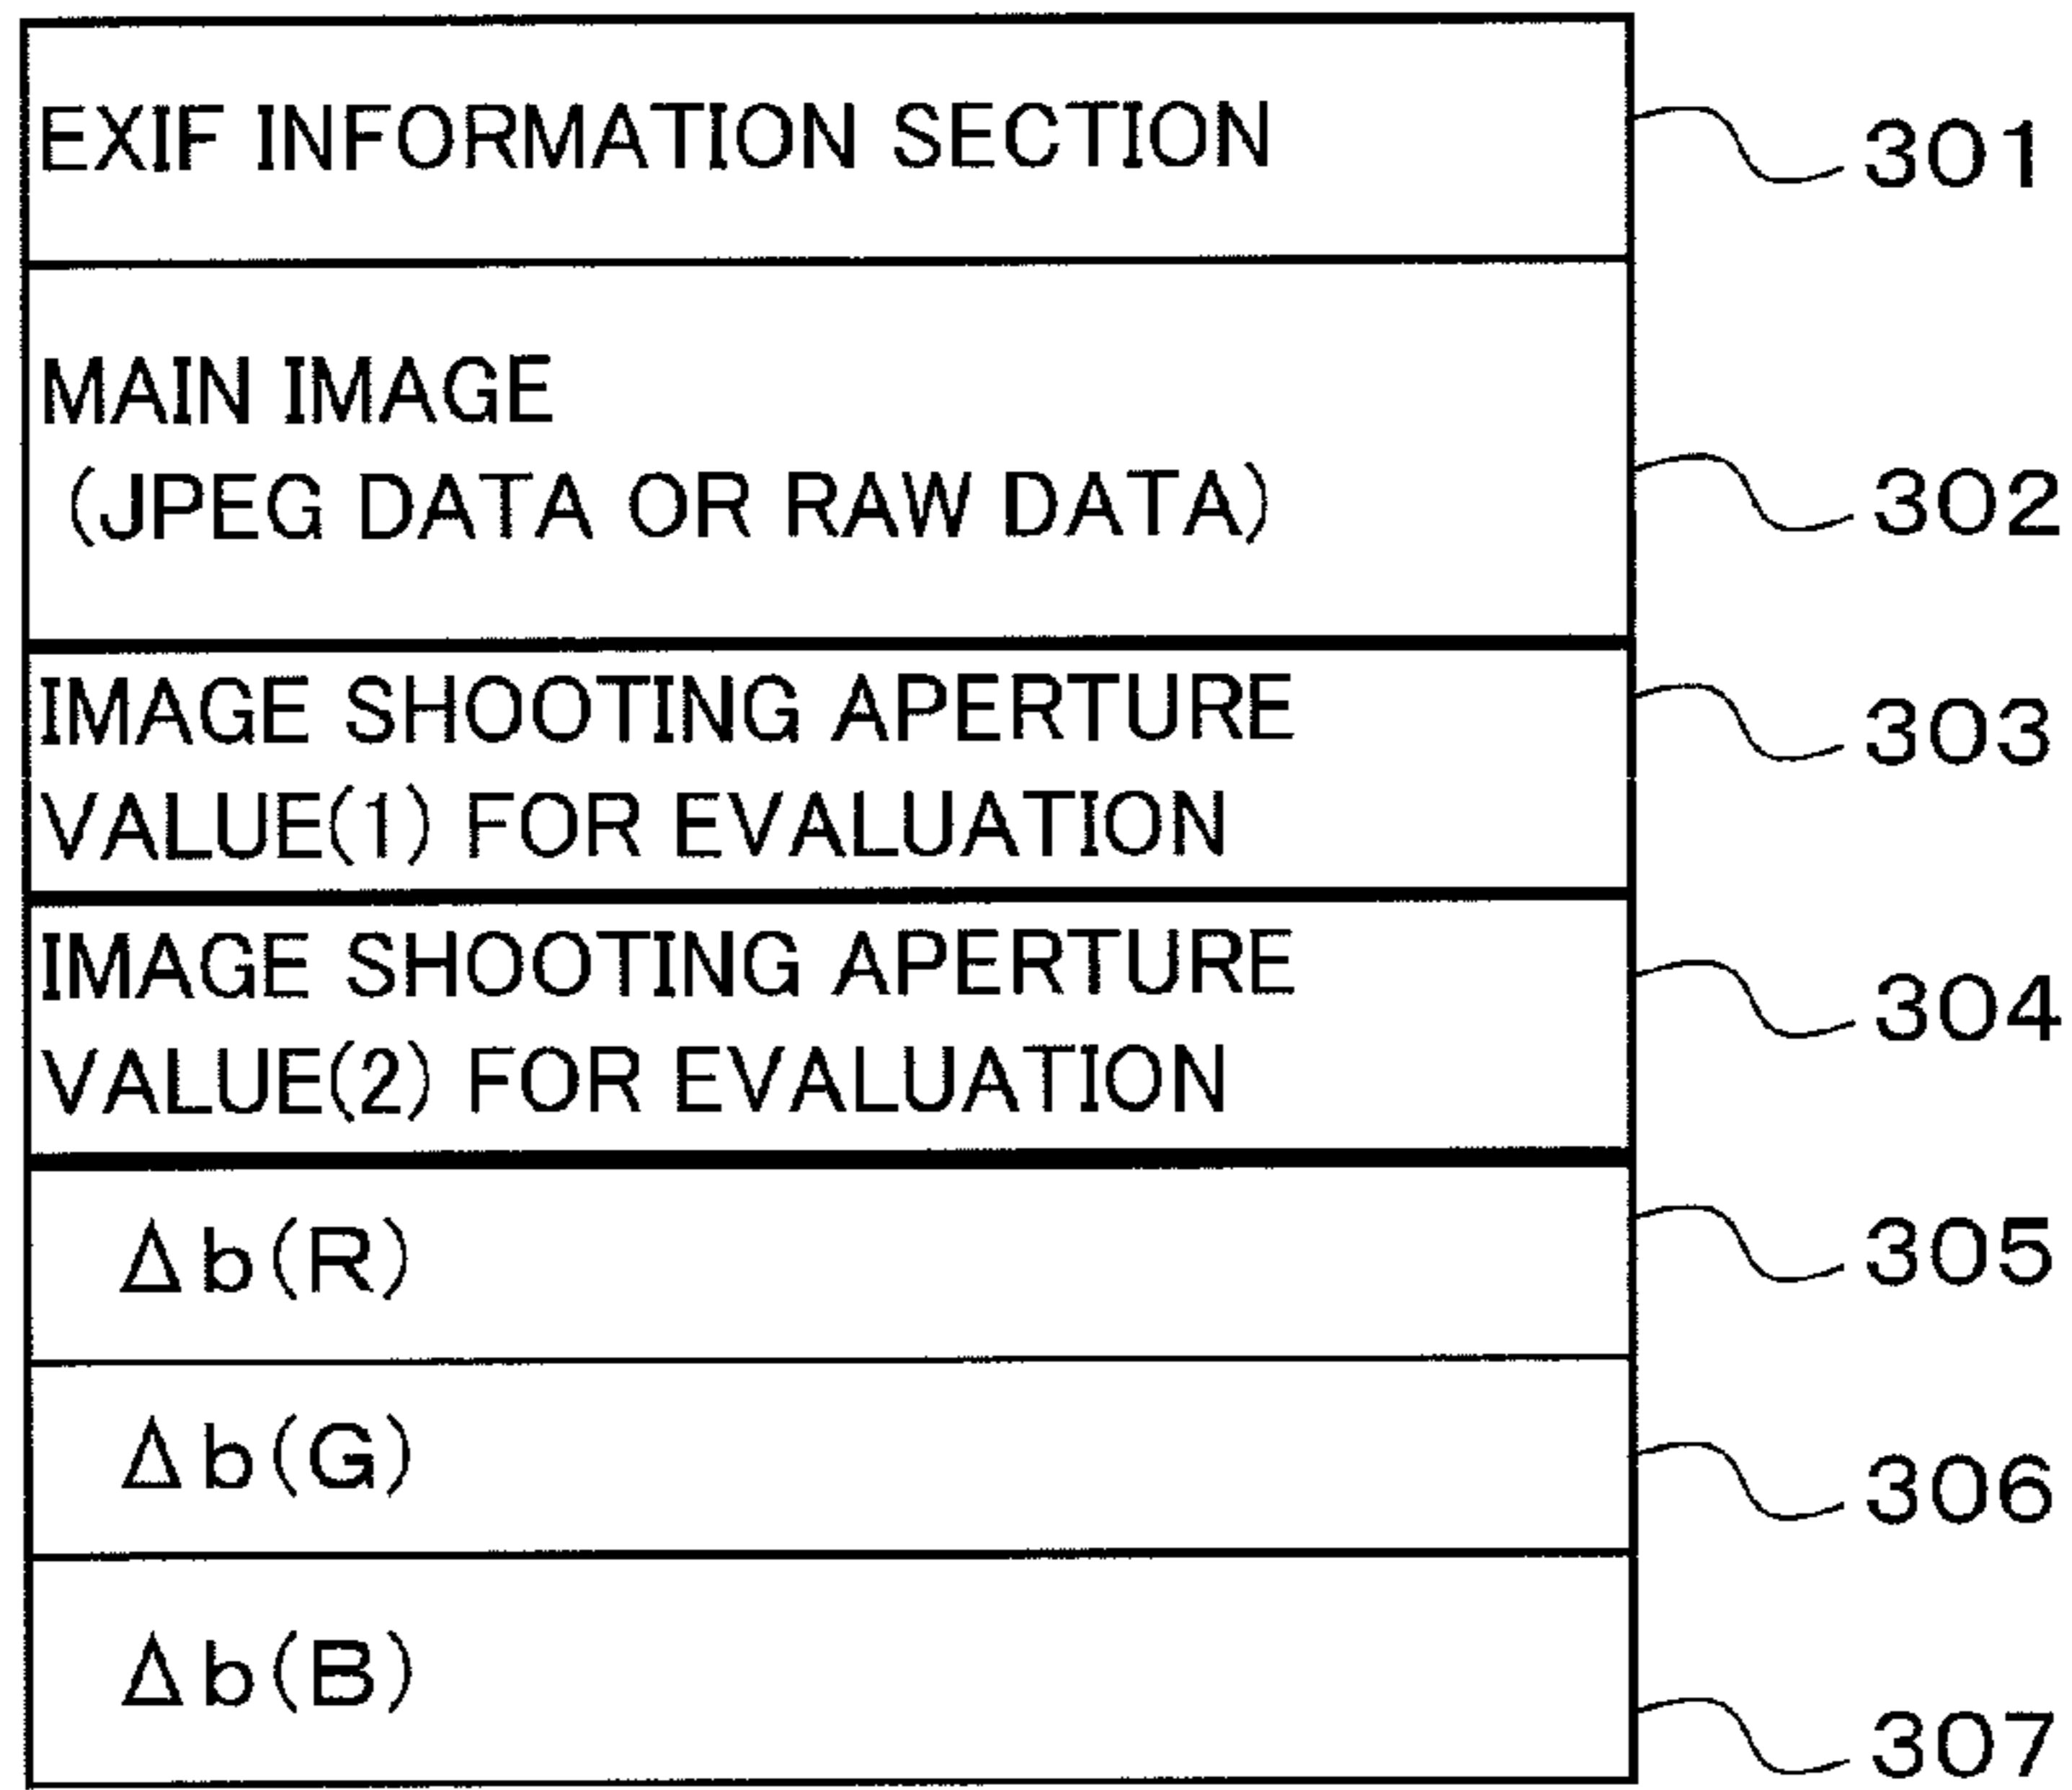 EXIF INFORMATION SECTION
301
MAIN IMAGE
(JPEG DATA OR RAW DATA)
302
IMAGE SHOOTING APERTURE
VALUE(1) FOR EVALUATION
303
IMAGE SHOOTING APERTURE
VALUE(2) FOR EVALUATION
304
Δb(R)
305
Δb(G)
306
Δb(B)
307